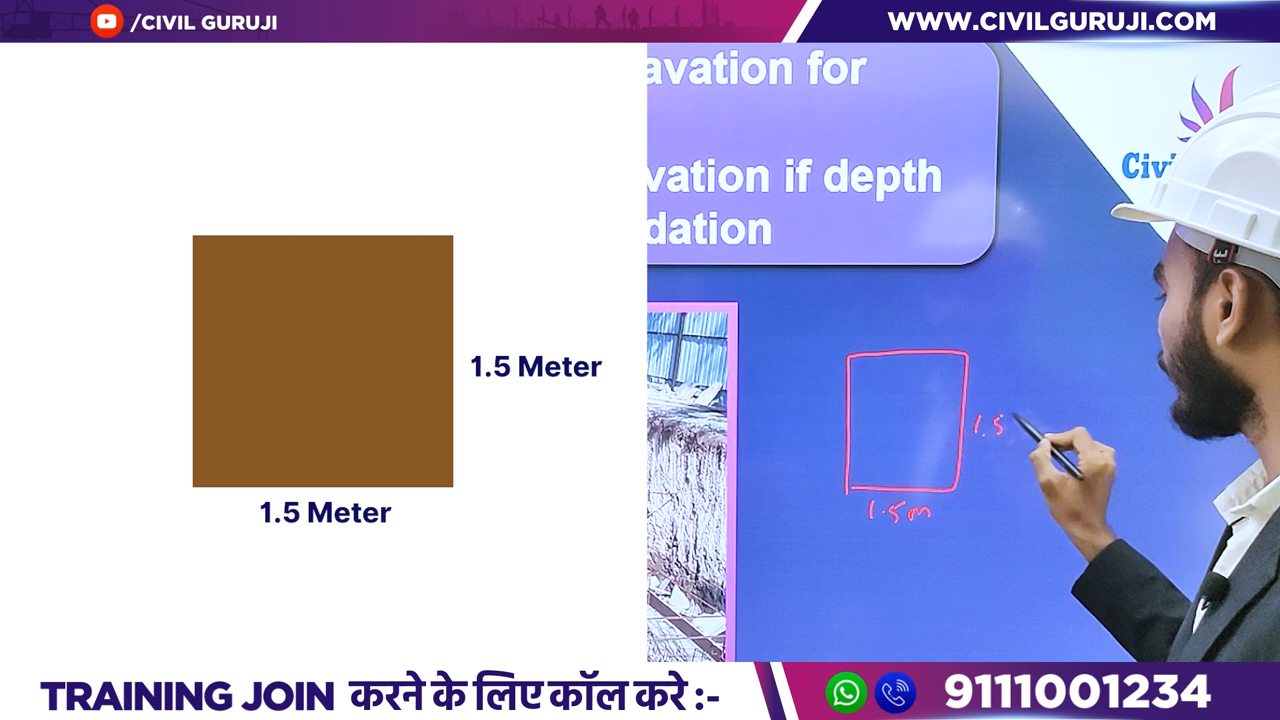 /CIVIL GURUJI
WWW.CIVILGURUJI.COM
avation for
vation if depth
dation
Civi
1.5 Meter
1.5 Meter
1.5
1.5m
TRAINING JOIN करने के लिए कॉल करे :-
9111001234